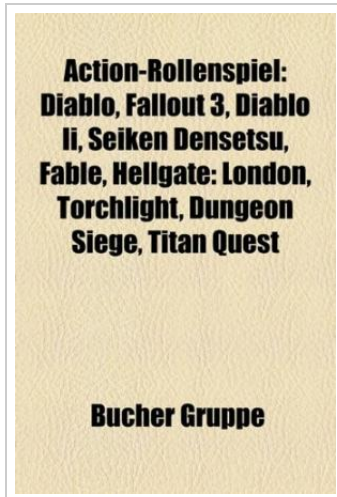 Action-Rollenspiel:
Diablo, Fallout 3, Diablo
Ii, Seiken Densetsu,
Fable, Hellgate: London,
Torchlight, Dungeon
Siege, Titan Quest
Bucher Gruppe